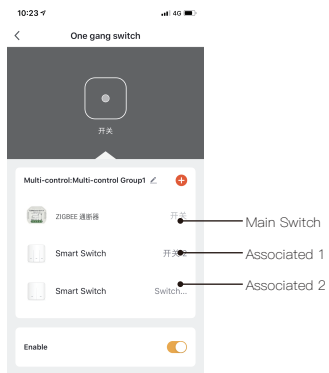 10:23 4G
One gang switch
开关
Multi-control:Multi-control Group1
ZIGBEE 通断器 开关
Main Switch
Smart Switch 开关2
Associated 1
Smart Switch Switch...
Associated 2
Enable